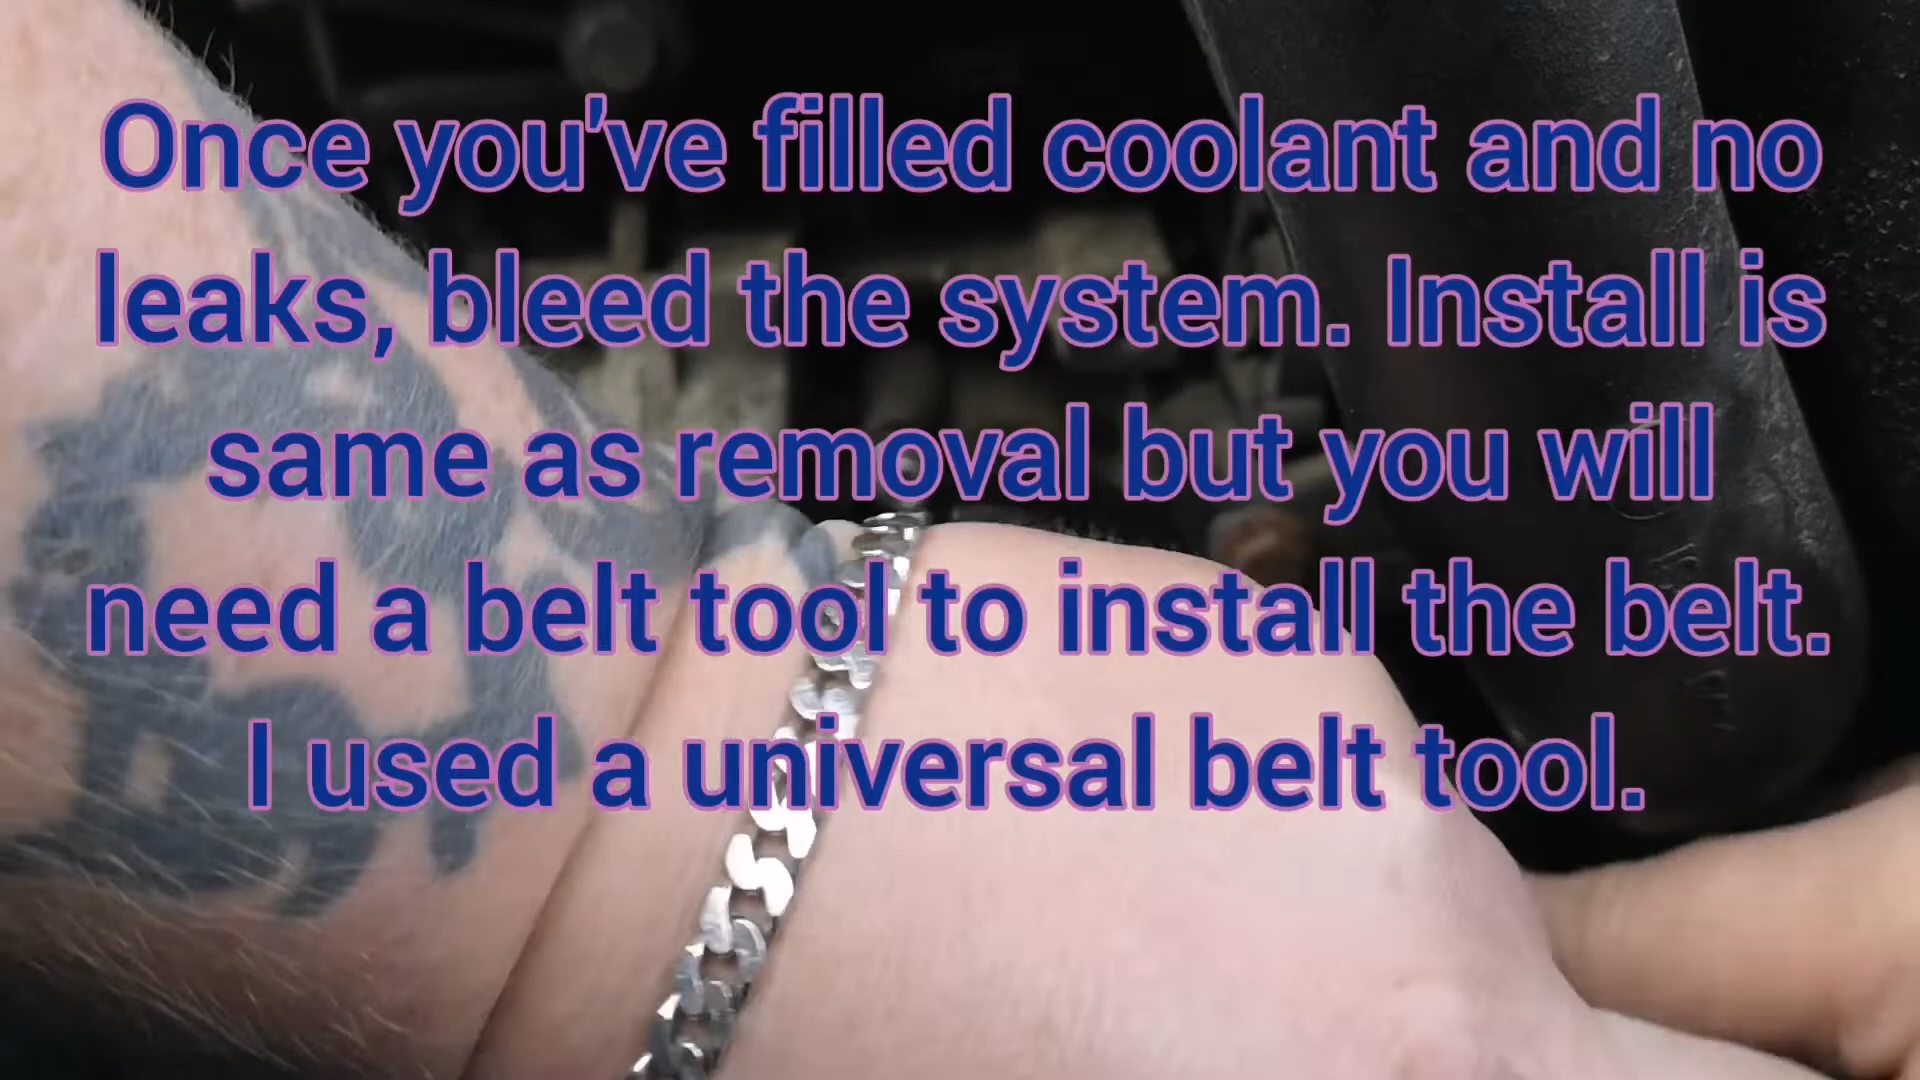 Once you've filled coolant and no
leaks, bleed the system. Install is
same as removal but you will
need a belt tool to install the belt.
I used a universal belt tool.